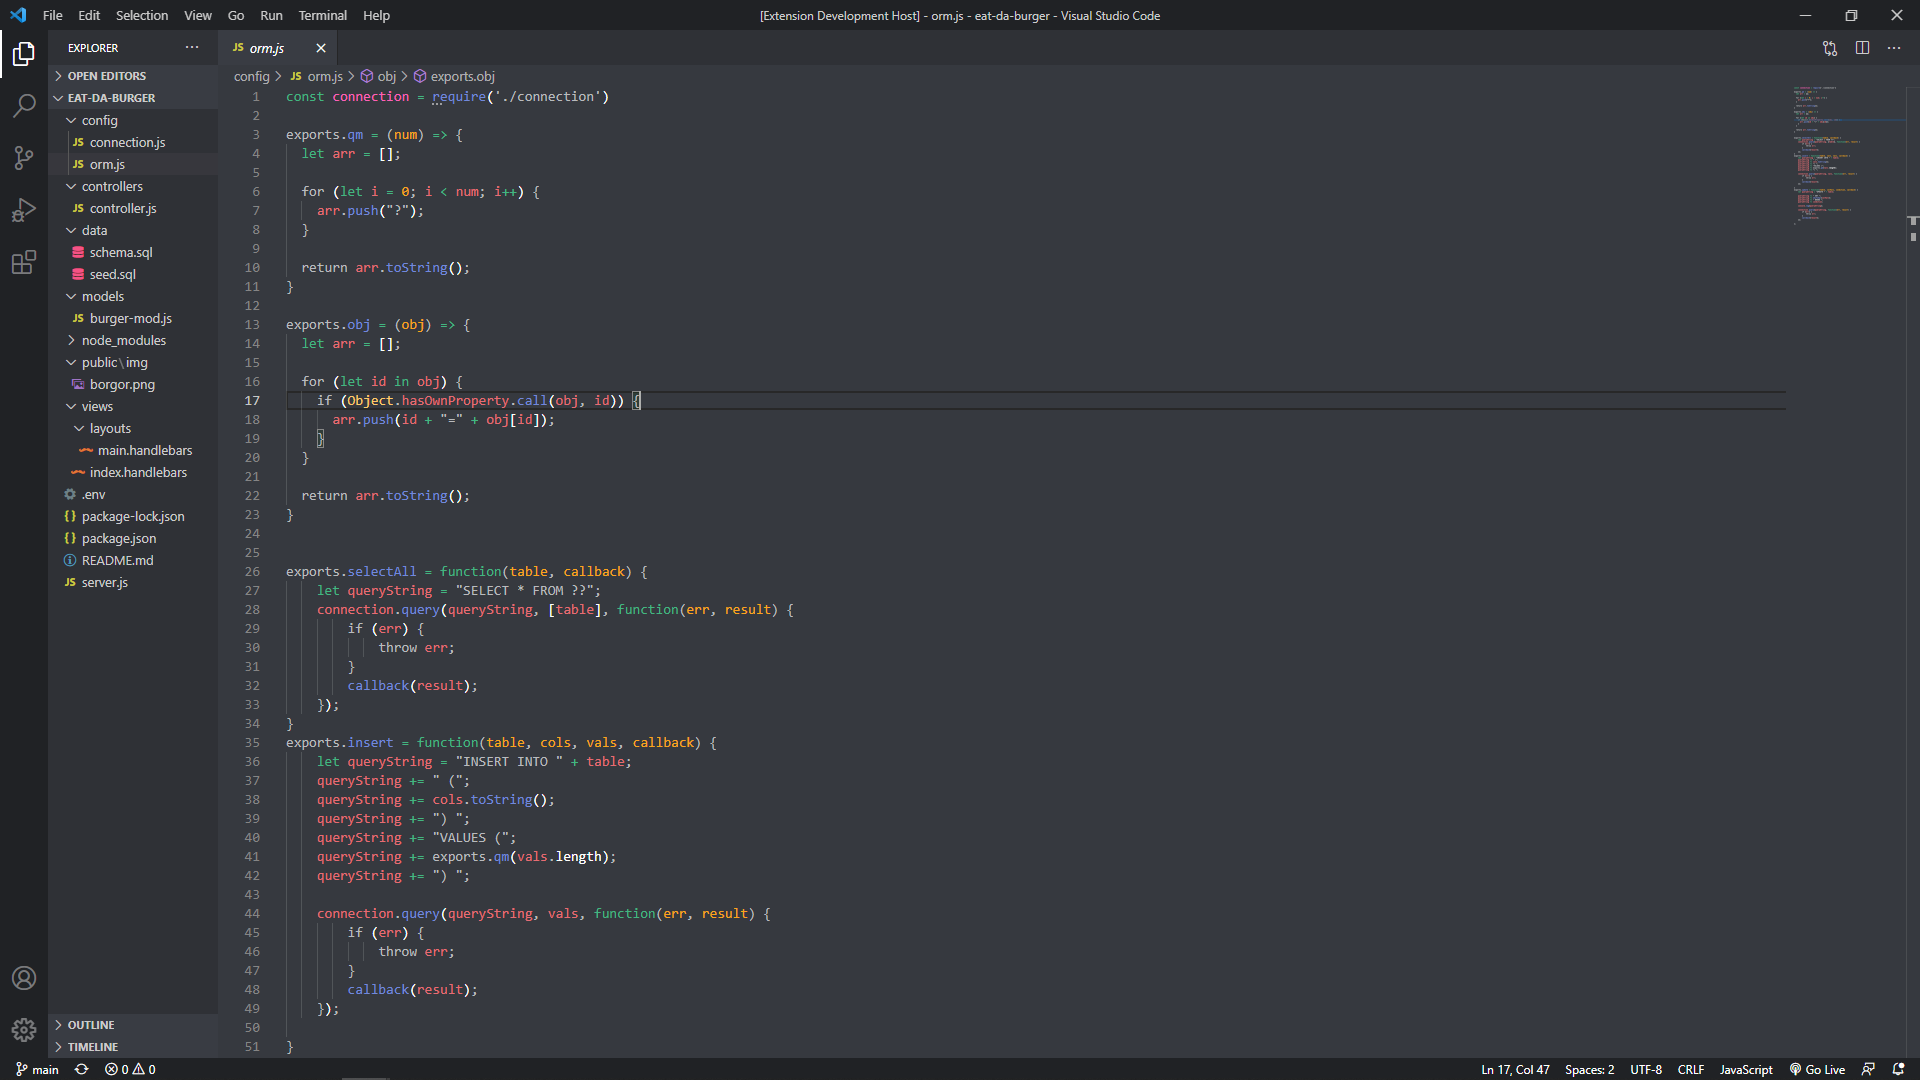 File Edit Selection View Go Run Terminal Help
[Extension Development Host] - orm.js - eat-da-burger - Visual Studio Code
EXPLORER
OPEN EDITORS
EAT-DA-BURGER
config
JS connection.js
JS orm.js
controllers
JS controller.js
data
schema.sql
seed.sql
models
JS burger-mod.js
node_modules
public\img
borgor.png
views
layouts
main.handlebars
index.handlebars
.env
{} package-lock.json
{} package.json
README.md
JS server.js
OUTLINE
TIMELINE
JS orm.js
config > JS orm.js > obj > exports.obj
1 const connection = require('./connection')
2
3 exports.qm = (num) => {
4 let arr = [];
5
6 for (let i = 0; i < num; i++) {
7 arr.push("?");
8 }
9
10 return arr.toString();
11 }
12
13 exports.obj = (obj) => {
14 let arr = [];
15
16 for (let id in obj) {
17 if (Object.hasOwnProperty.call(obj, id)) {
18 arr.push(id + "=" + obj[id]);
19 }
20 }
21
22 return arr.toString();
23 }
24
25
26 exports.selectAll = function(table, callback) {
27 let queryString = "SELECT * FROM ??";
28 connection.query(queryString, [table], function(err, result) {
29 if (err) {
30 throw err;
31 }
32 callback(result);
33 });
34 }
35 exports.insert = function(table, cols, vals, callback) {
36 let queryString = "INSERT INTO " + table;
37 queryString += " (";
38 queryString += cols.toString();
39 queryString += ") ";
40 queryString += "VALUES (";
41 queryString += exports.qm(vals.length);
42 queryString += ") ";
43
44 connection.query(queryString, vals, function(err, result) {
45 if (err) {
46 throw err;
47 }
48 callback(result);
49 });
50
51 }
main 0 0
Ln 17, Col 47 Spaces: 2 UTF-8 CRLF JavaScript Go Live